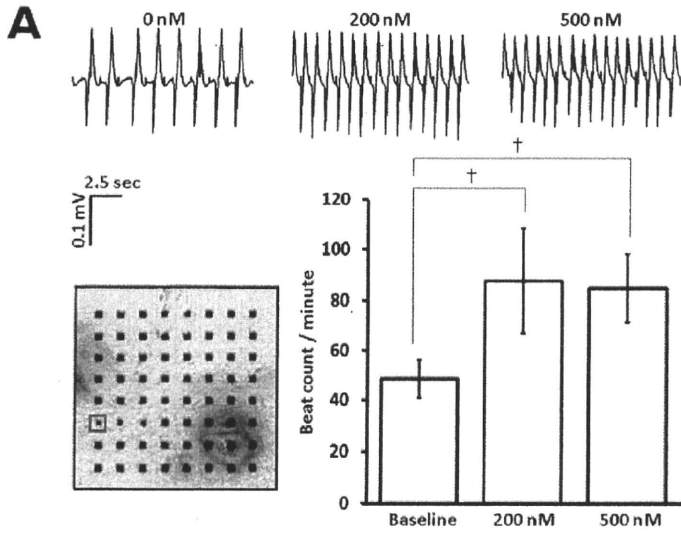 A
0 nM 200 nM 500 nM
2.5 sec
0.1 mV
† †
Beat count / minute
120
100
80
60
40
20
0
Baseline 200 nM 500 nM